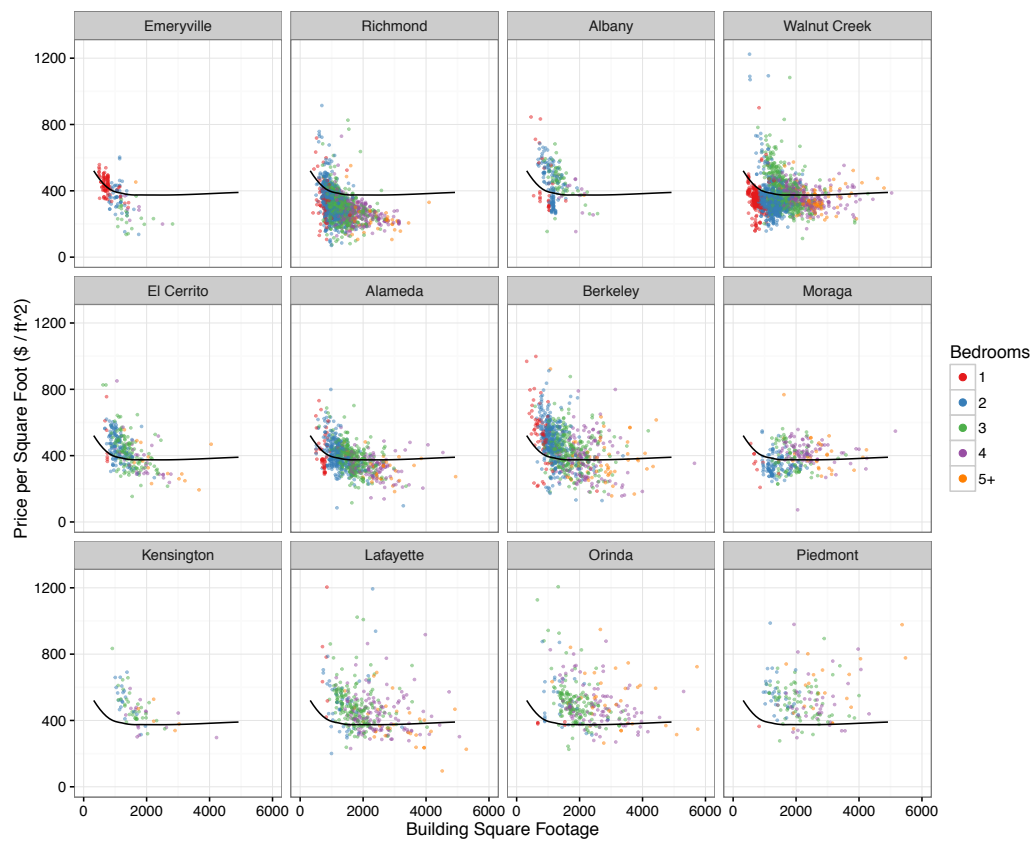 Emeryville Richmond Albany Walnut Creek
1200
800
400
0
El Cerrito Alameda Berkeley Moraga
1200
800
400
0
Kensington Lafayette Orinda Piedmont
1200
800
400
0
0 2000 4000 6000 0 2000 4000 6000 0 2000 4000 6000 0 2000 4000 6000
Building Square Footage
Price per Square Foot ($ / ft^2)
Bedrooms
1
2
3
4
5+